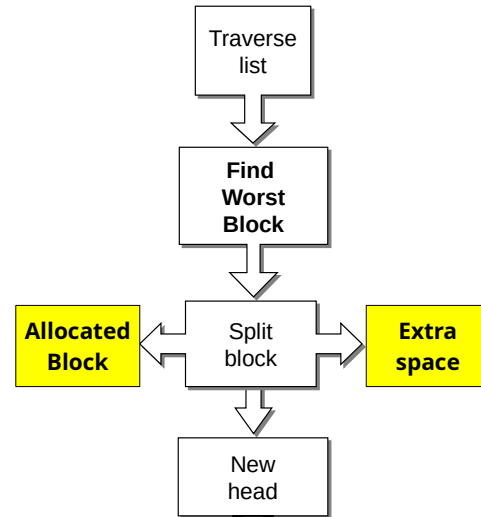 Traverse
list
Find
Worst
Block
Allocated
Block
Split
block
Extra
space
New
head